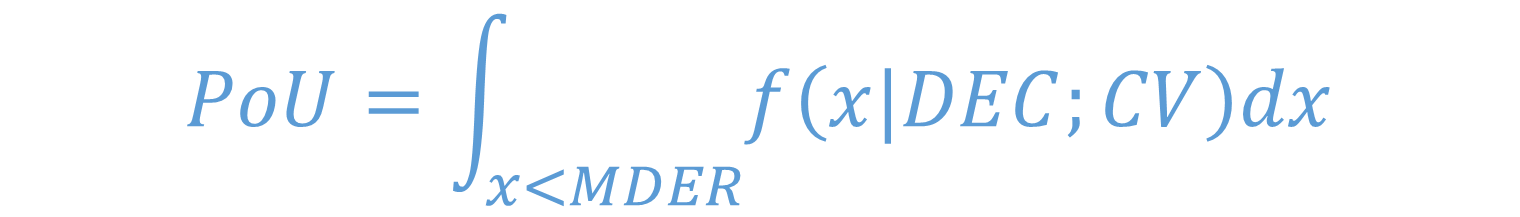 PoU = ∫x<MDER f(x|DEC; CV)dx